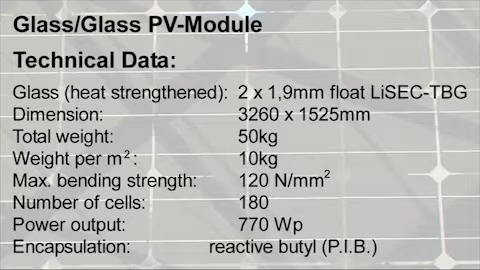 Glass/Glass PV-Module
Technical Data:
Glass (heat strengthened): 2 x 1,9mm float LiSEC-TBG
Dimension: 3260 x 1525mm
Total weight: 50kg
Weight per m²: 10kg
Max. bending strength: 120 N/mm²
Number of cells: 180
Power output: 770 Wp
Encapsulation: reactive butyl (P.I.B.)